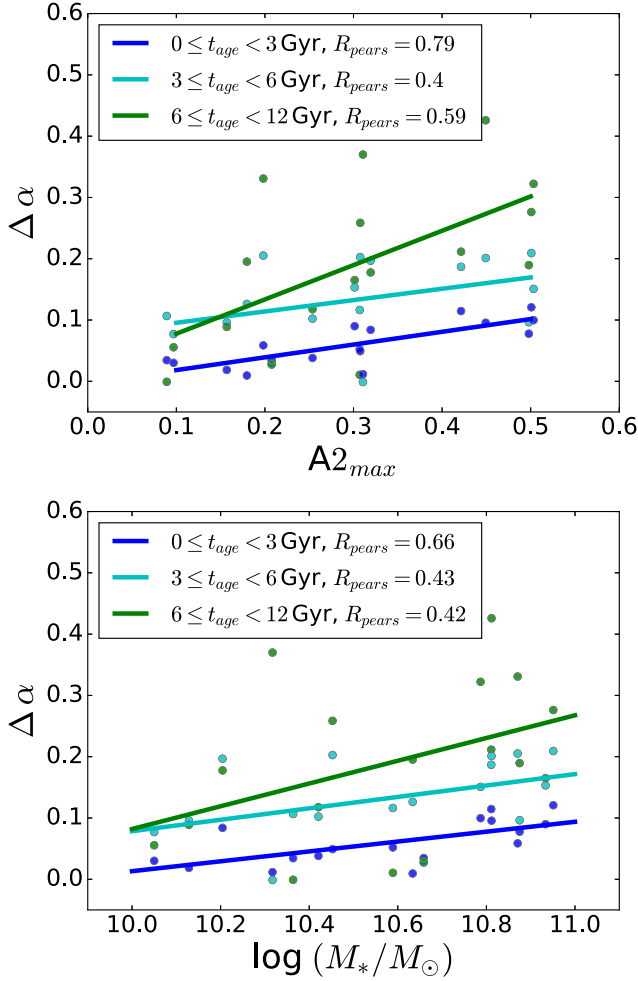 0.6
0.5
0.4
0.3
0.2
0.1
0.0
Δ α
0 ≤ t_age < 3 Gyr, R_pears = 0.79
3 ≤ t_age < 6 Gyr, R_pears = 0.4
6 ≤ t_age < 12 Gyr, R_pears = 0.59
0.0 0.1 0.2 0.3 0.4 0.5 0.6
A2_max
0.6
0.5
0.4
0.3
0.2
0.1
0.0
Δ α
0 ≤ t_age < 3 Gyr, R_pears = 0.66
3 ≤ t_age < 6 Gyr, R_pears = 0.43
6 ≤ t_age < 12 Gyr, R_pears = 0.42
10.0 10.2 10.4 10.6 10.8 11.0
log (M_*/M_⊙)